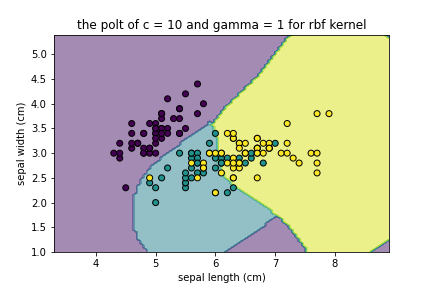 the polt of c = 10 and gamma = 1 for rbf kernel
5.0
4.5
4.0
3.5
3.0
2.5
2.0
1.5
1.0
sepal width (cm)
4 5 6 7 8
sepal length (cm)